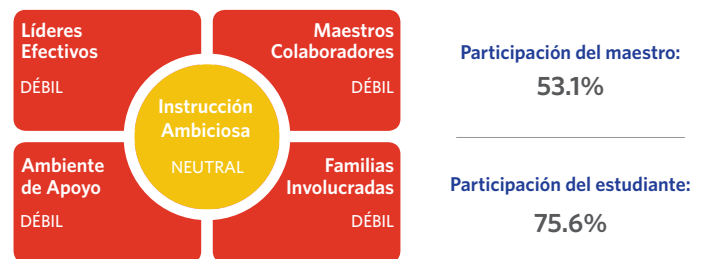 Líderes
Efectivos
DÉBIL
Maestros
Colaboradores
DÉBIL
Instrucción
Ambiciosa
NEUTRAL
Ambiente
de Apoyo
DÉBIL
Familias
Involucradas
DÉBIL
Participación del maestro:
53.1%
Participación del estudiante:
75.6%